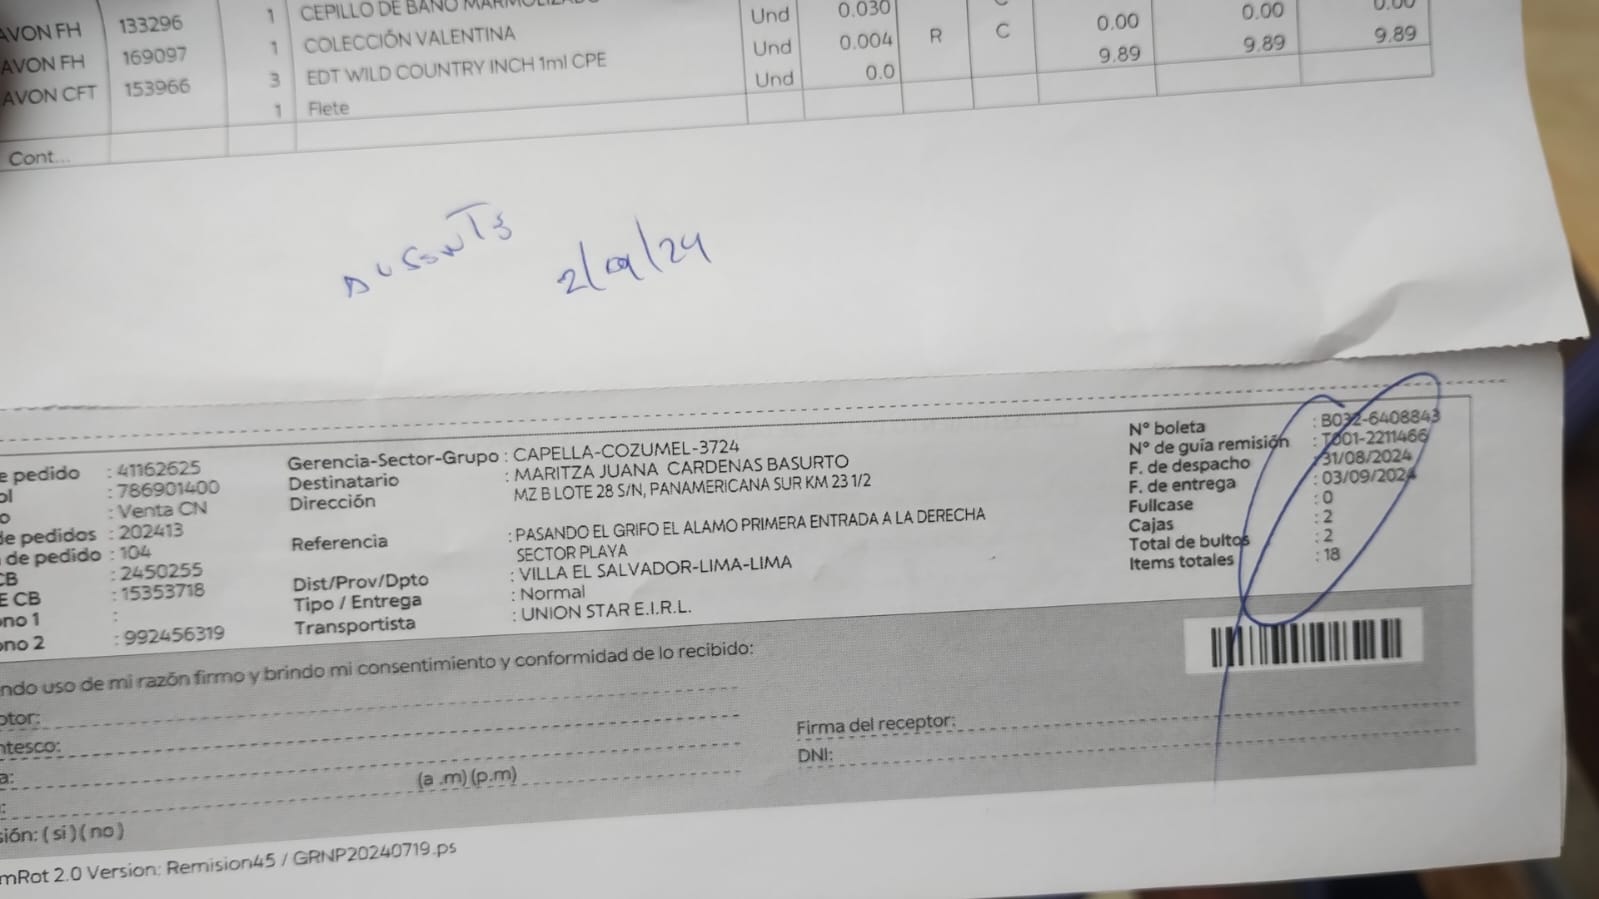 AVON FH 133296 1 CEPILLO DE BAÑO MARMOLIZADO Und 0.030 0.00 0.00 0.00
AVON FH 169097 1 COLECCIÓN VALENTINA Und 0.004 R C 9.89 9.89 9.89
AVON CFT 153966 3 EDT WILD COUNTRY INCH 1ml CPE Und 0.0
1 Flete
Cont...
2/09/24
N° boleta : B032-6408843
e pedido : 41162625 Gerencia-Sector-Grupo : CAPELLA-COZUMEL-3724 N° de guía remisión : T001-2211466
ol : 786901400 Destinatario : MARITZA JUANA CARDENAS BASURTO F. de despacho : 31/08/2024
o : Venta CN Dirección MZ B LOTE 28 S/N, PANAMERICANA SUR KM 23 1/2 F. de entrega : 03/09/2024
de pedidos : 202413 Fullcase : 0
de pedido : 104 Referencia : PASANDO EL GRIFO EL ALAMO PRIMERA ENTRADA A LA DERECHA Cajas : 2
CB : 2450255 SECTOR PLAYA Total de bultos : 2
E CB : 15353718 Dist/Prov/Dpto : VILLA EL SALVADOR-LIMA-LIMA Items totales : 18
ono 1 : Tipo / Entrega : Normal
ono 2 : 992456319 Transportista : UNION STAR E.I.R.L.
ndo uso de mi razón firmo y brindo mi consentimiento y conformidad de lo recibido:
ptor: Firma del receptor:
ntesco: DNI:
a: (a .m) (p.m)
:
sión: ( si ) ( no )
mRot 2.0 Version: Remision45 / GRNP20240719.ps